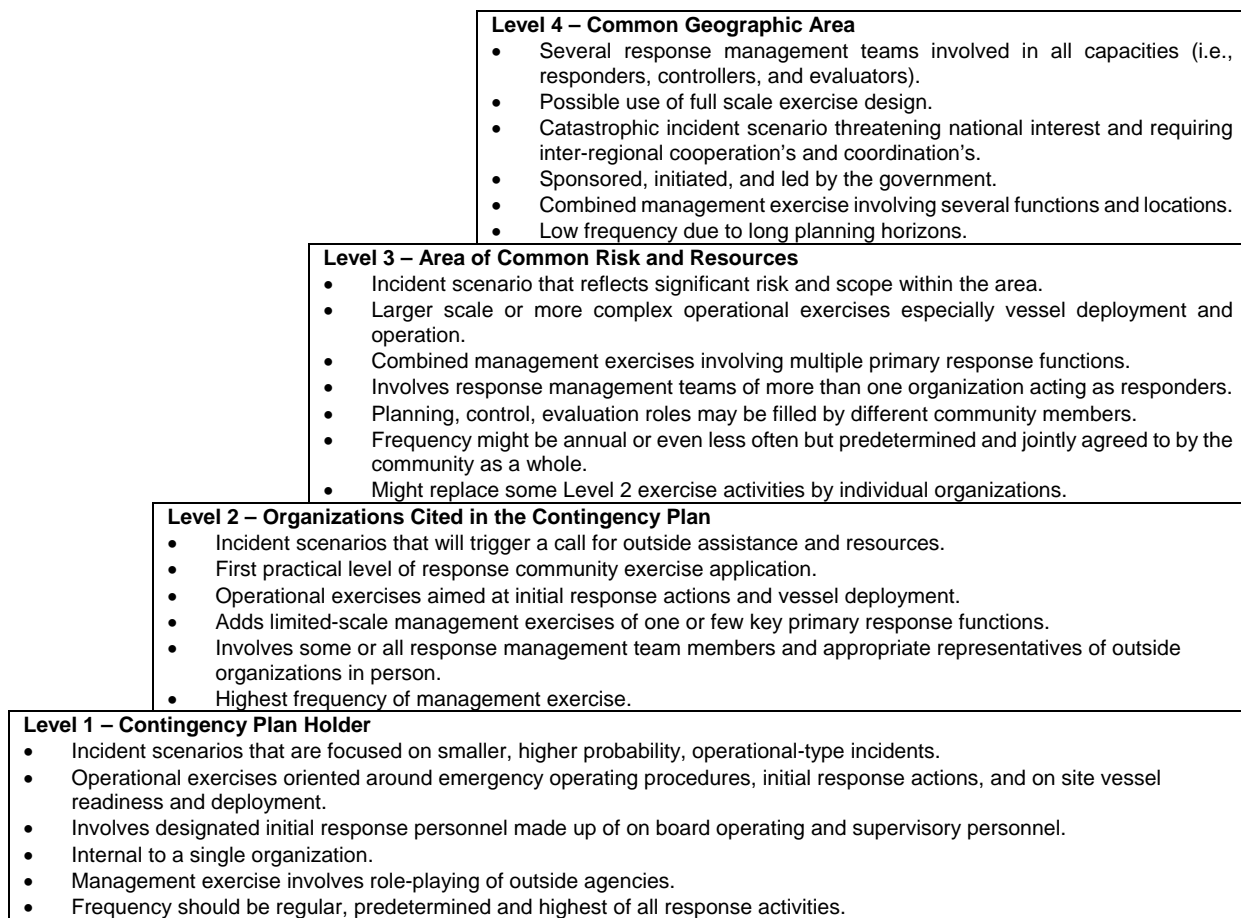 Level 4 – Common Geographic Area
• Several response management teams involved in all capacities (i.e.,
responders, controllers, and evaluators).
• Possible use of full scale exercise design.
• Catastrophic incident scenario threatening national interest and requiring
inter-regional cooperation's and coordination's.
• Sponsored, initiated, and led by the government.
• Combined management exercise involving several functions and locations.
• Low frequency due to long planning horizons.
Level 3 – Area of Common Risk and Resources
• Incident scenario that reflects significant risk and scope within the area.
• Larger scale or more complex operational exercises especially vessel deployment and
operation.
• Combined management exercises involving multiple primary response functions.
• Involves response management teams of more than one organization acting as responders.
• Planning, control, evaluation roles may be filled by different community members.
• Frequency might be annual or even less often but predetermined and jointly agreed to by the
community as a whole.
• Might replace some Level 2 exercise activities by individual organizations.
Level 2 – Organizations Cited in the Contingency Plan
• Incident scenarios that will trigger a call for outside assistance and resources.
• First practical level of response community exercise application.
• Operational exercises aimed at initial response actions and vessel deployment.
• Adds limited-scale management exercises of one or few key primary response functions.
• Involves some or all response management team members and appropriate representatives of outside
organizations in person.
• Highest frequency of management exercise.
Level 1 – Contingency Plan Holder
• Incident scenarios that are focused on smaller, higher probability, operational-type incidents.
• Operational exercises oriented around emergency operating procedures, initial response actions, and on site vessel
readiness and deployment.
• Involves designated initial response personnel made up of on board operating and supervisory personnel.
• Internal to a single organization.
• Management exercise involves role-playing of outside agencies.
• Frequency should be regular, predetermined and highest of all response activities.